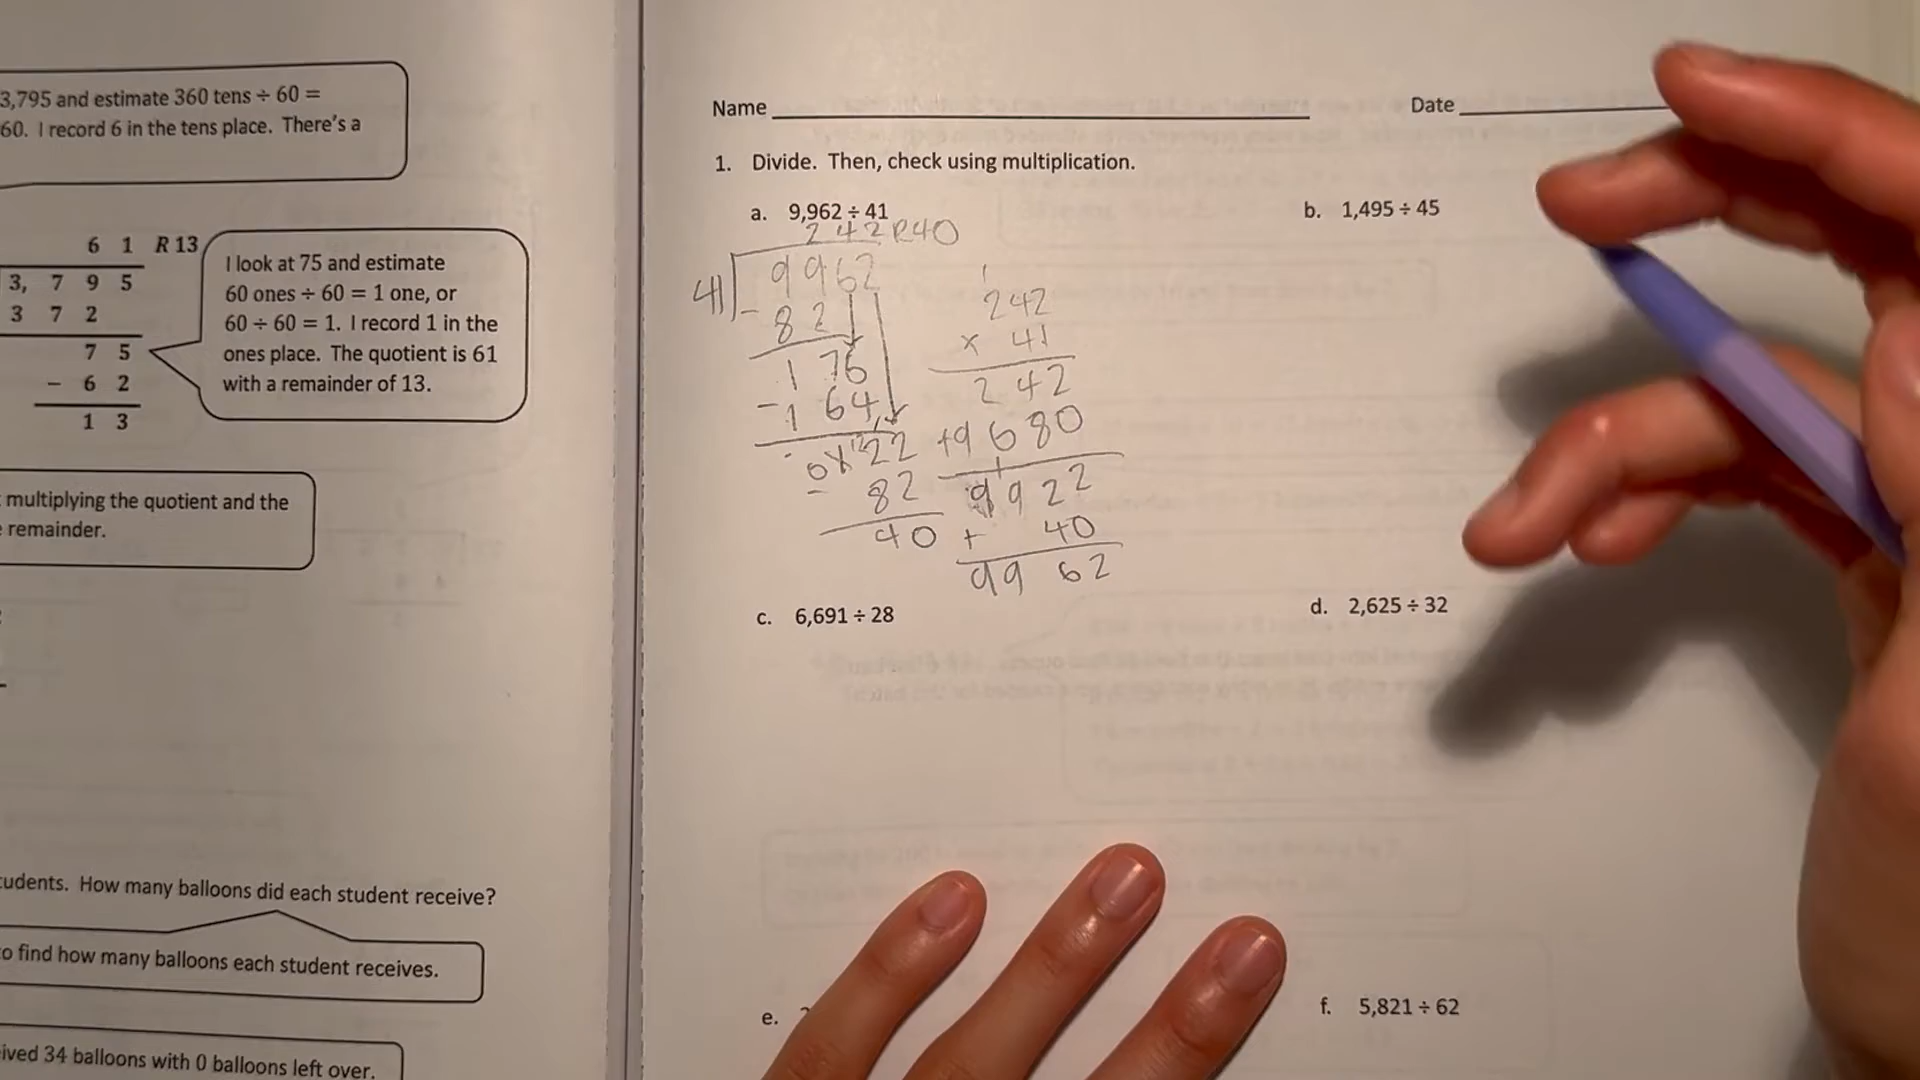 3,795 and estimate 360 tens ÷ 60 =
60. I record 6 in the tens place. There's a
6 1 R 13
3, 7 9 5
3 7 2
7 5
− 6 2
1 3
I look at 75 and estimate
60 ones ÷ 60 = 1 one, or
60 ÷ 60 = 1. I record 1 in the
ones place. The quotient is 61
with a remainder of 13.
multiplying the quotient and the
remainder.
udents. How many balloons did each student receive?
o find how many balloons each student receives.
ived 34 balloons with 0 balloons left over.
Name Date
1. Divide. Then, check using multiplication.
a. 9,962 ÷ 41
242R40
41 9962
− 82
176
− 164
0 1 12 22
− 82
40
1
242
x 41
242
+9680
9922
+ 40
9962
b. 1,495 ÷ 45
c. 6,691 ÷ 28
d. 2,625 ÷ 32
e.
f. 5,821 ÷ 62